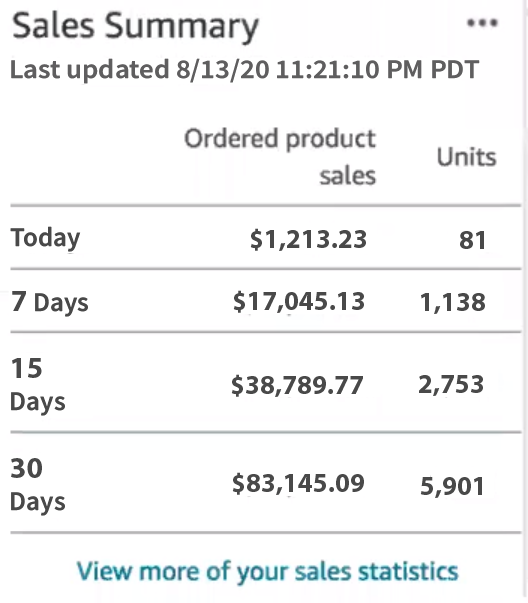 Sales Summary •••
Last updated 8/13/20 11:21:10 PM PDT
Ordered product
sales
Units
Today $1,213.23 81
7 Days $17,045.13 1,138
15
Days $38,789.77 2,753
30
Days $83,145.09 5,901
View more of your sales statistics